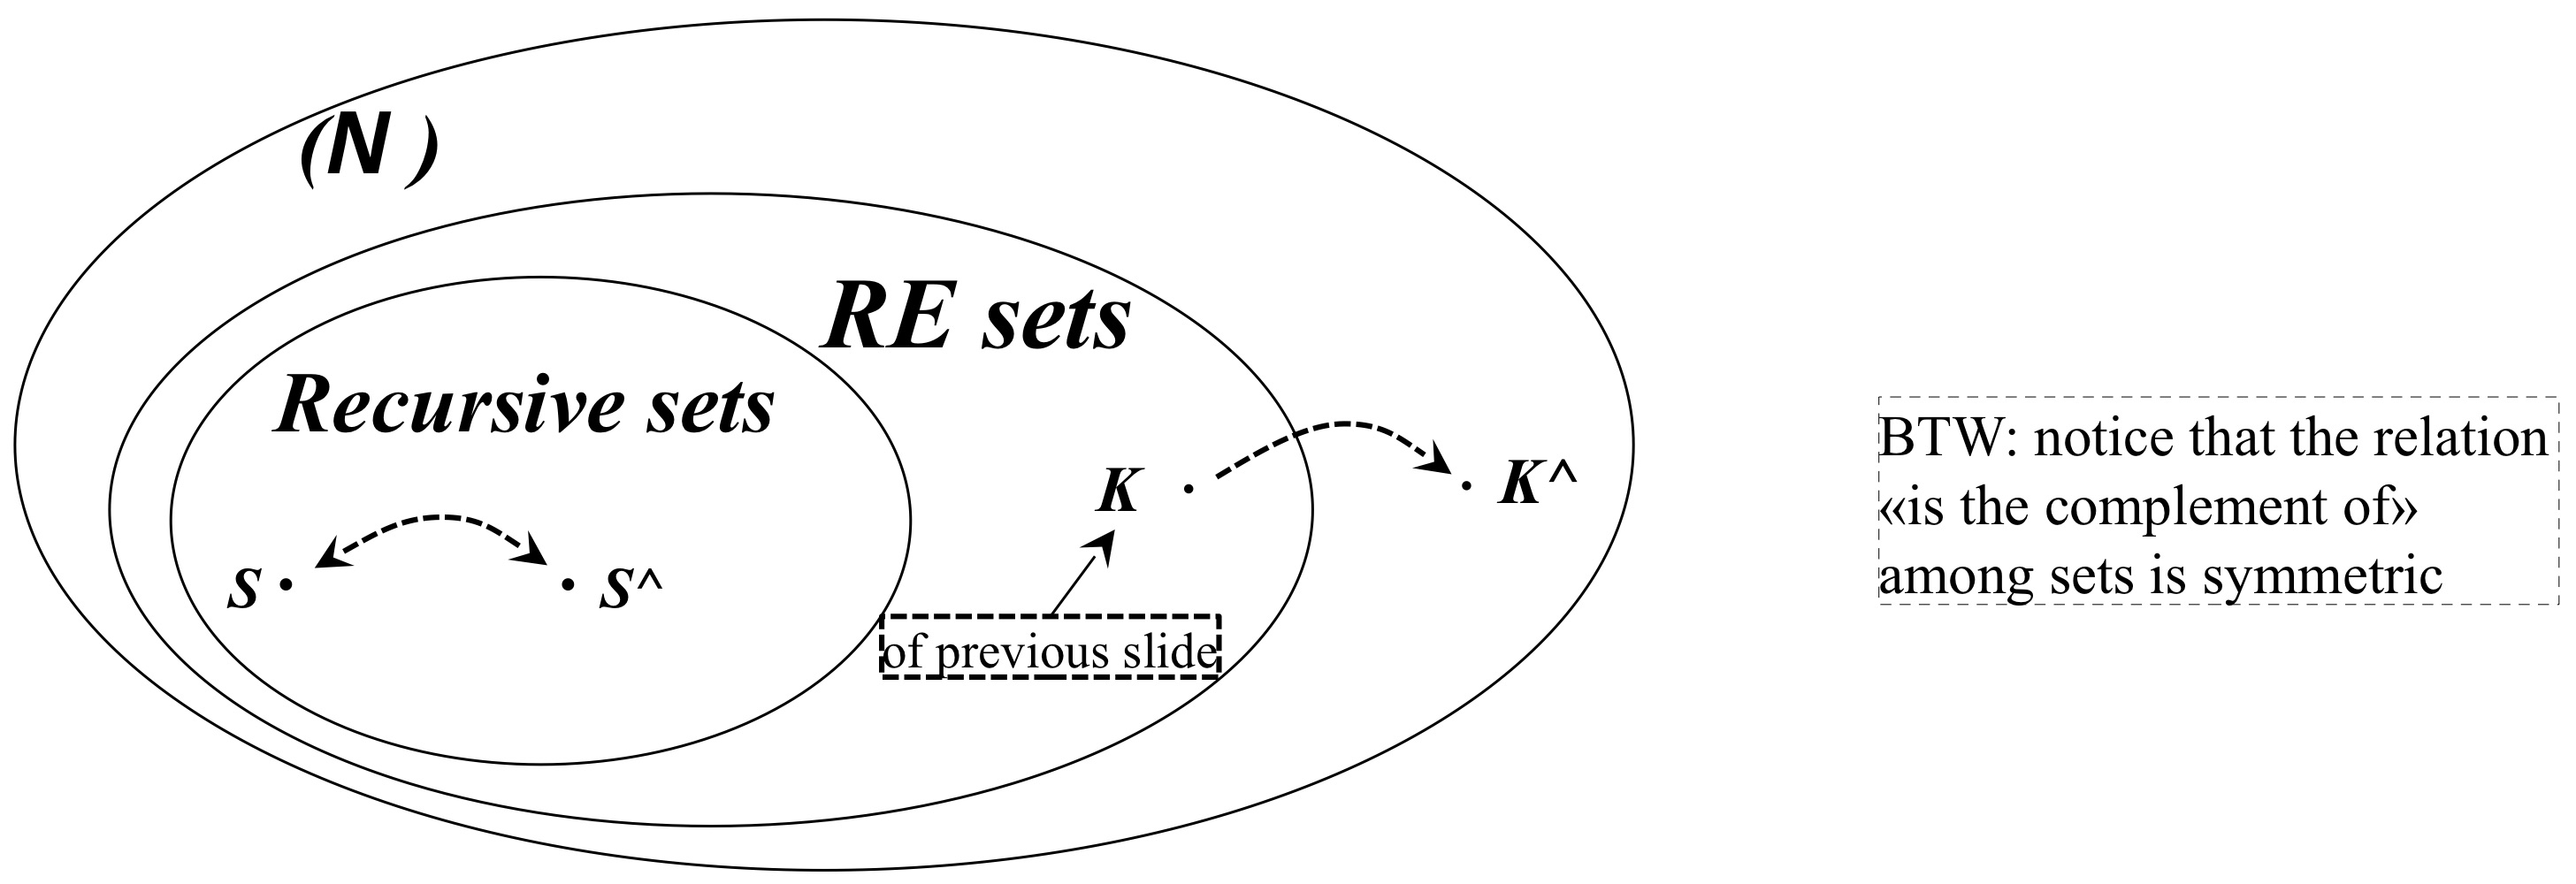 (N )
RE sets
Recursive sets
K
K^
S
S^
of previous slide
BTW: notice that the relation
«is the complement of»
among sets is symmetric